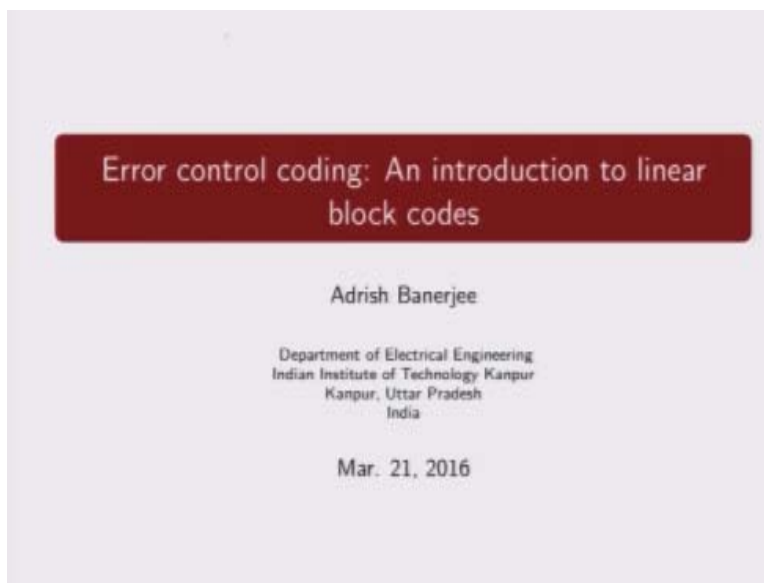 Error control coding: An introduction to linear
block codes
Adrish Banerjee
Department of Electrical Engineering
Indian Institute of Technology Kanpur
Kanpur, Uttar Pradesh
India
Mar. 21, 2016